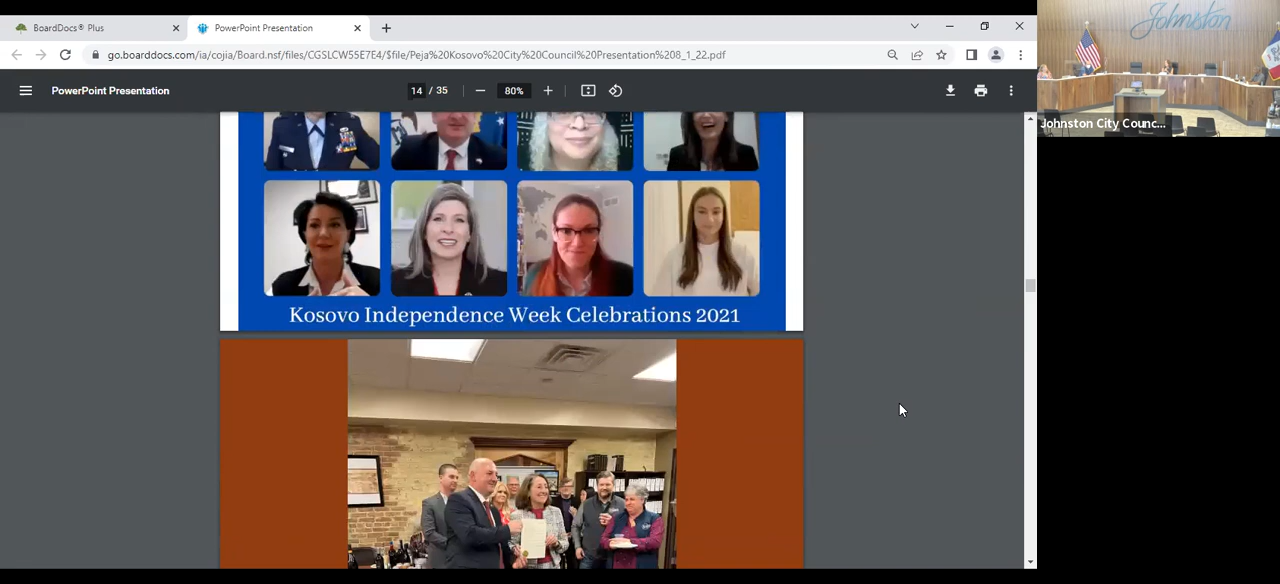 BoardDocs® Plus
PowerPoint Presentation
go.boarddocs.com/ia/cojia/Board.nsf/files/CGSLCW55E7E4/$file/Peja%20Kosovo%20City%20Council%20Presentation%208_1_22.pdf
PowerPoint Presentation
14 / 35
80%
Kosovo Independence Week Celebrations 2021
Johnston
Johnston City Counc...